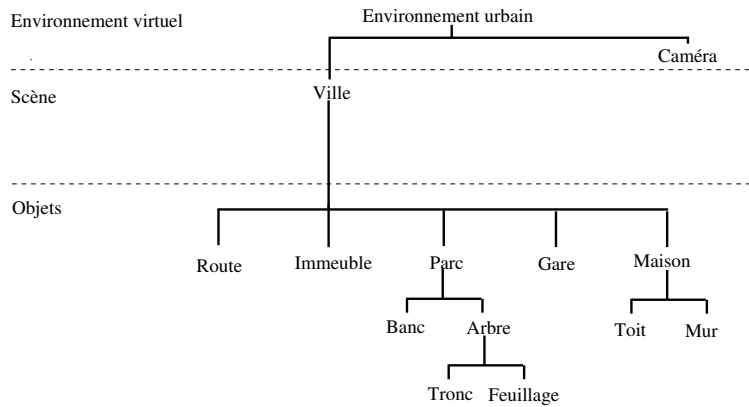 Environnement virtuel
Environnement urbain
Caméra
Scène
Ville
Objets
Route Immeuble Parc Gare Maison
Banc Arbre Toit Mur
Tronc Feuillage